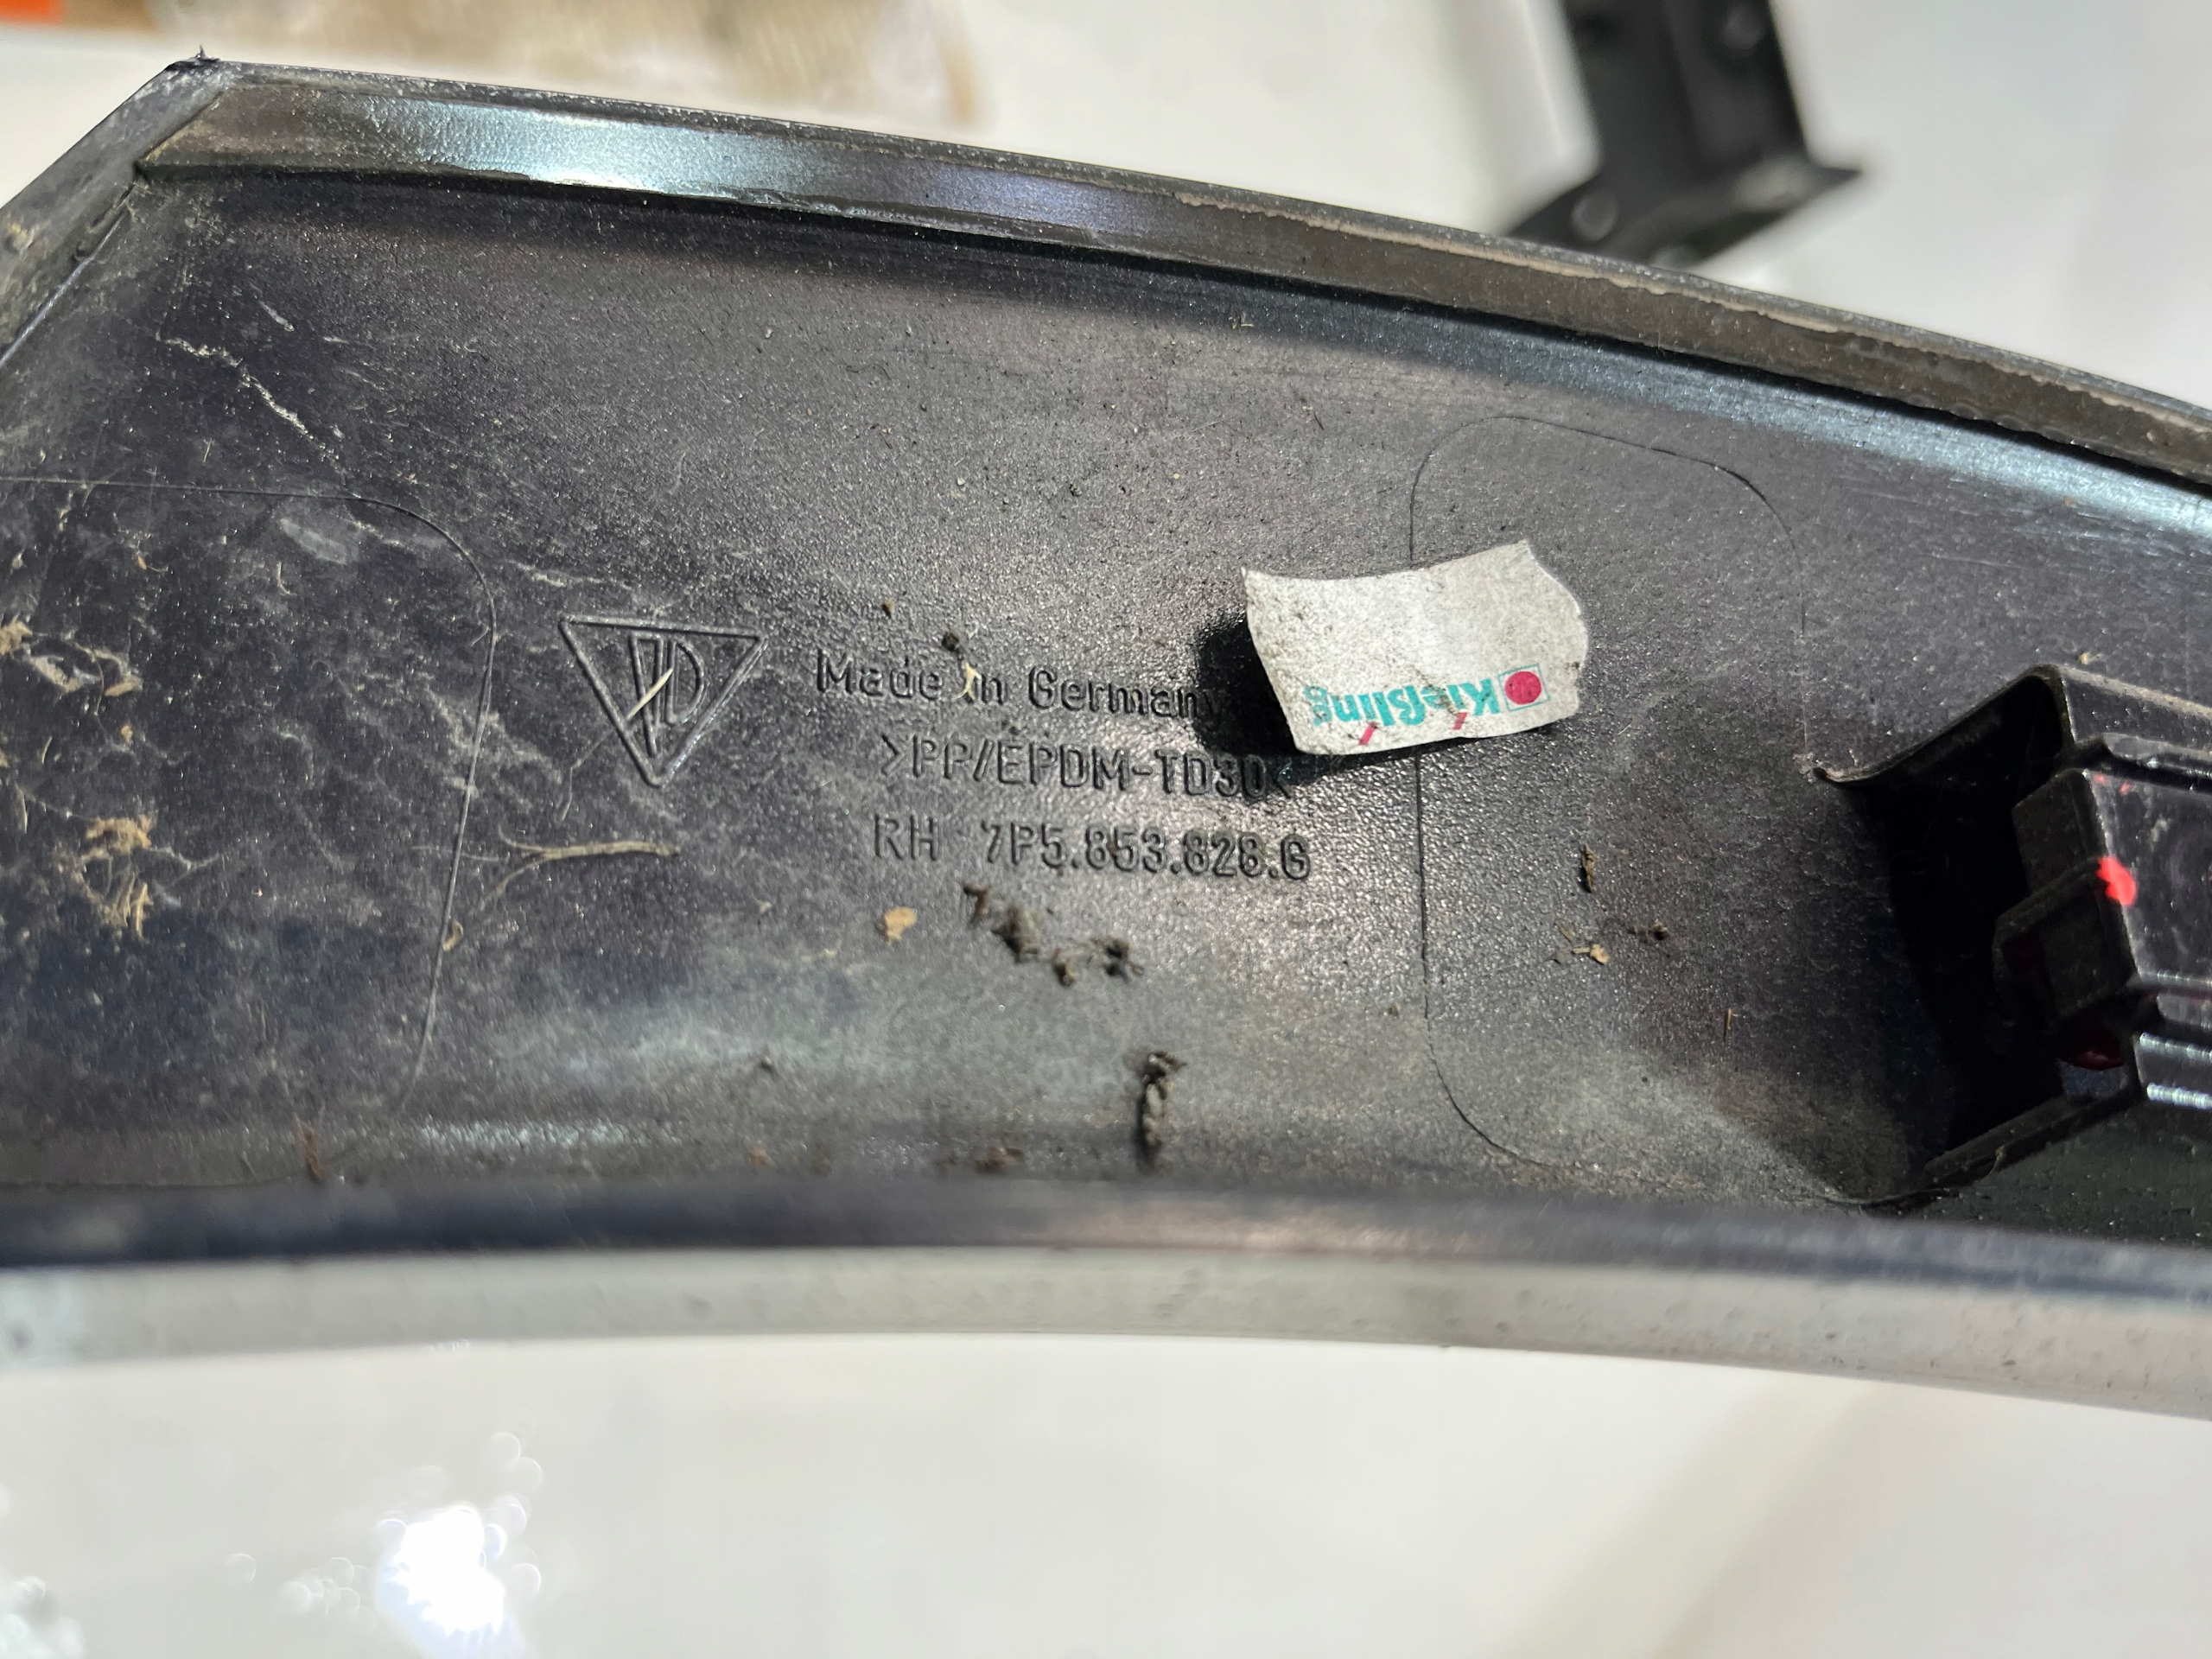 Made in Germany
>PP/EPDM-TD30<
RH 7P5.853.828.G
Kießling